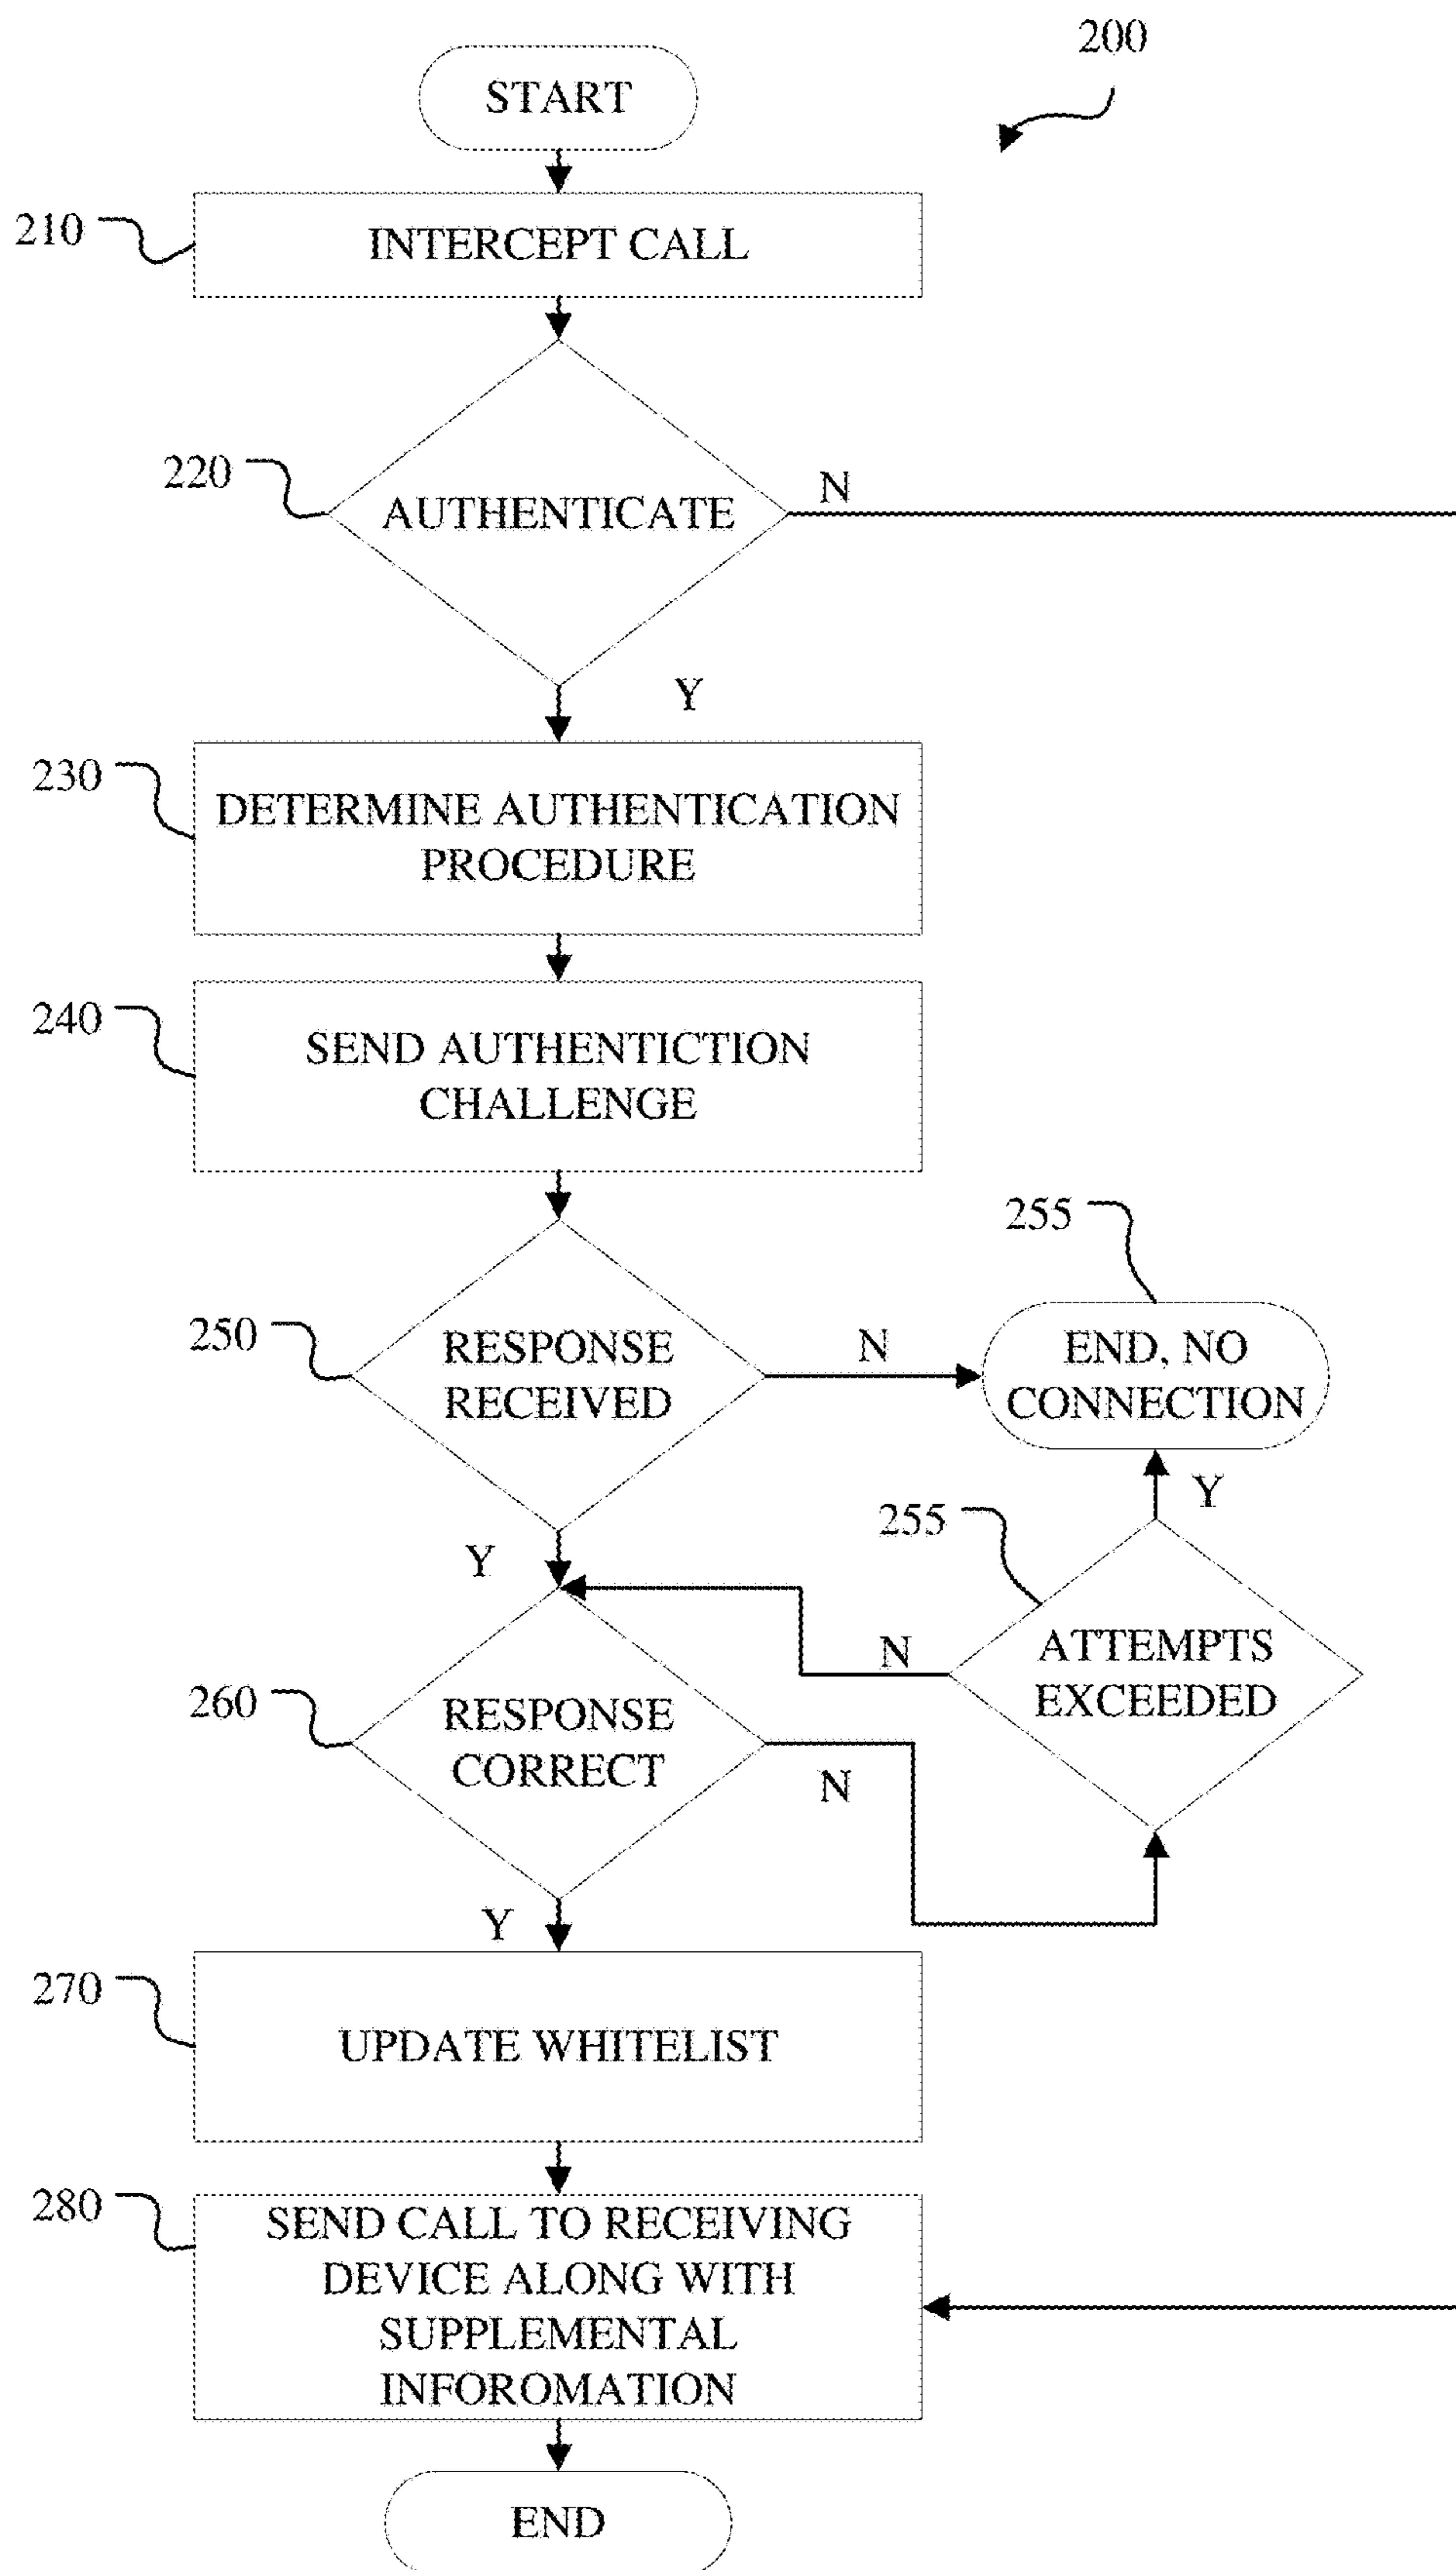 200
START
210
INTERCEPT CALL
220
AUTHENTICATE
N
Y
230
DETERMINE AUTHENTICATION
PROCEDURE
240
SEND AUTHENTICTION
CHALLENGE
255
250
RESPONSE
RECEIVED
N
END, NO
CONNECTION
Y
255
Y
ATTEMPTS
EXCEEDED
N
260
RESPONSE
CORRECT
N
Y
270
UPDATE WHITELIST
280
SEND CALL TO RECEIVING
DEVICE ALONG WITH
SUPPLEMENTAL
INFOROMATION
END